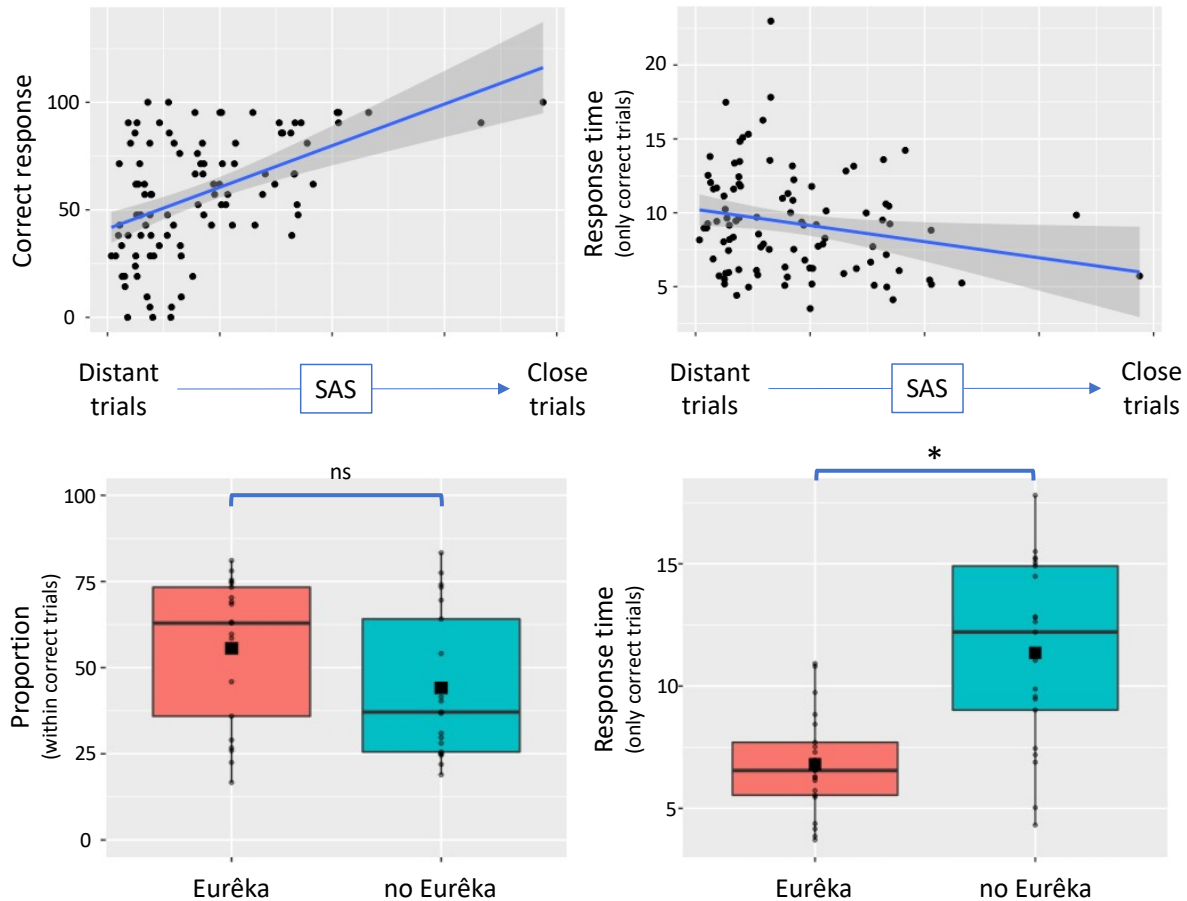 Correct response
100
50
0
Distant
trials
SAS
Close
trials
Response time
(only correct trials)
20
15
10
5
Distant
trials
SAS
Close
trials
Proportion
(within correct trials)
100
75
50
25
0
ns
Eurêka
no Eurêka
Response time
(only correct trials)
15
10
5
*
Eurêka
no Eurêka